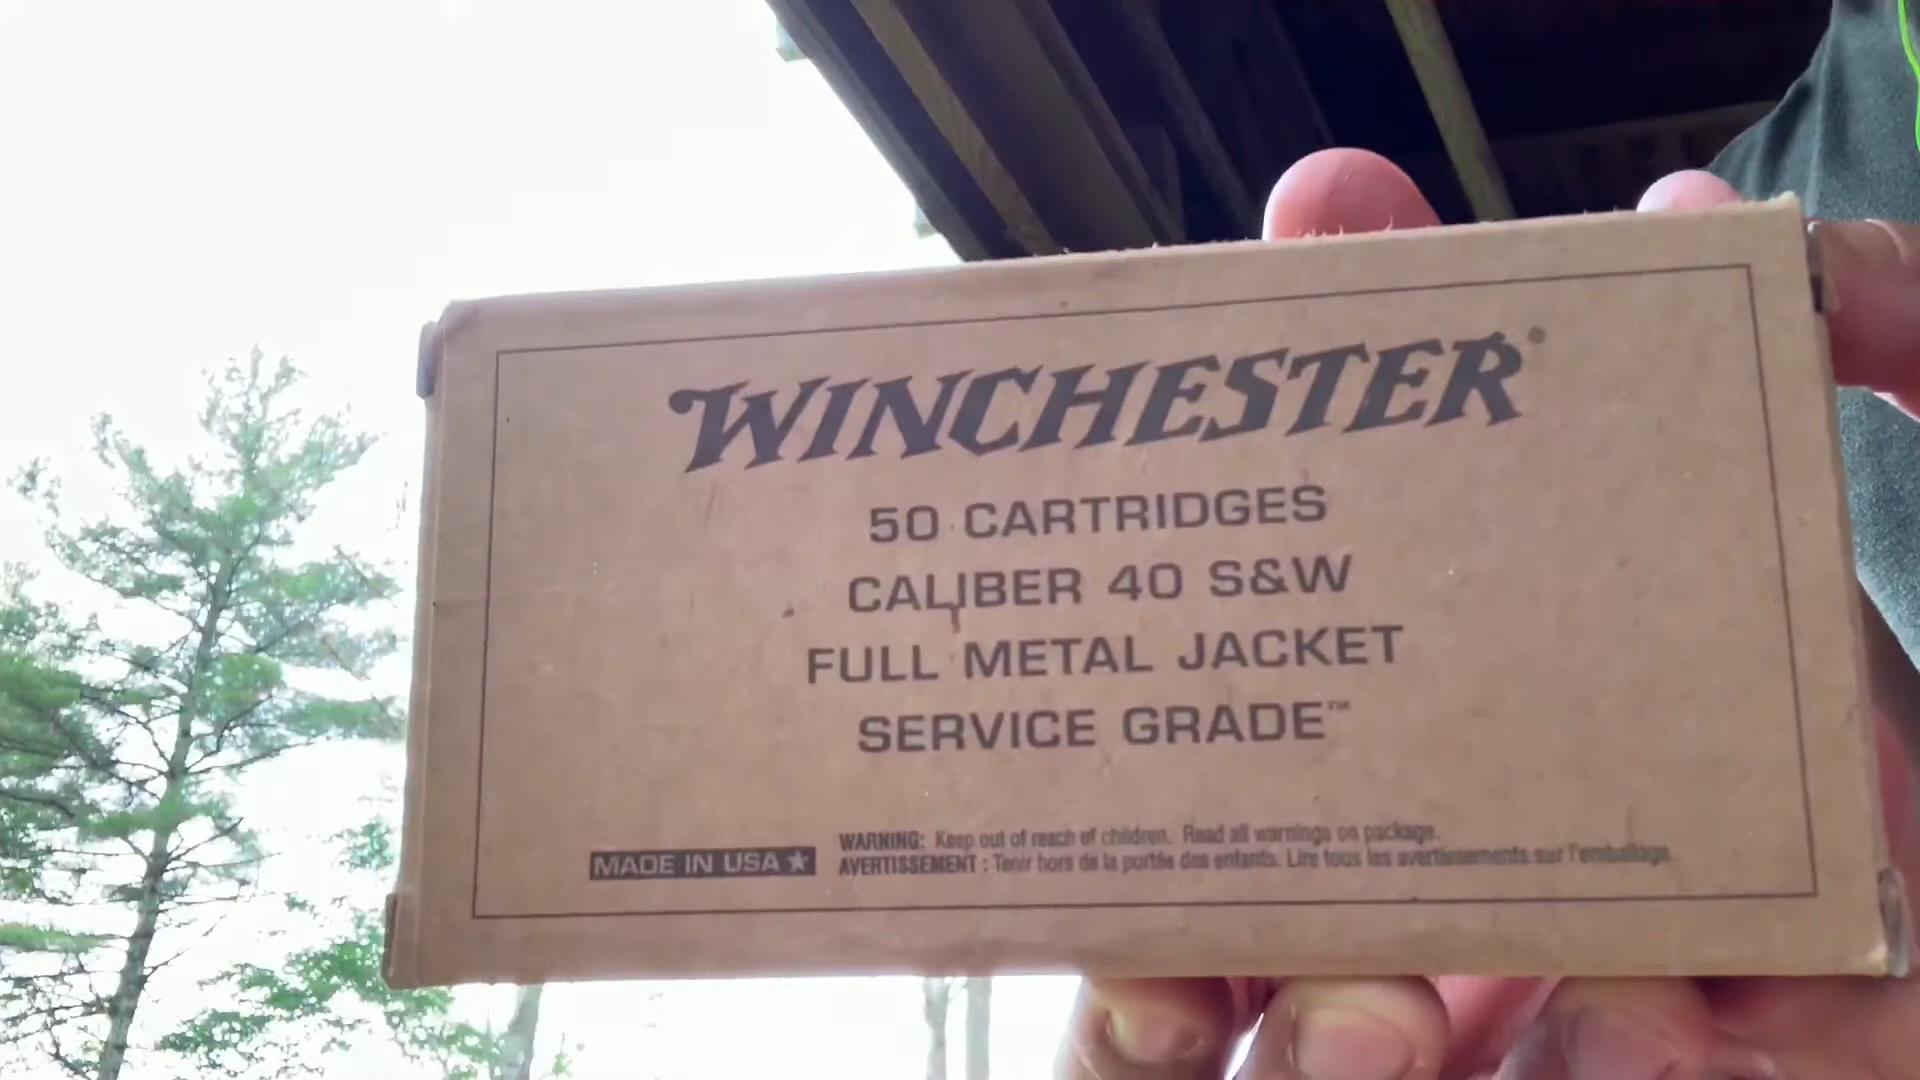 WINCHESTER®
50 CARTRIDGES
CALIBER 40 S&W
FULL METAL JACKET
SERVICE GRADE™
MADE IN USA ★
WARNING: Keep out of reach of children. Read all warnings on package.
AVERTISSEMENT : Tenir hors de la portée des enfants. Lire tous les avertissements sur l'emballage.